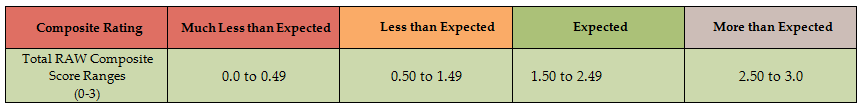 Composite Rating Much Less than Expected Less than Expected Expected More than Expected
Total RAW Composite
Score Ranges 0.0 to 0.49 0.50 to 1.49 1.50 to 2.49 2.50 to 3.0
(0-3)